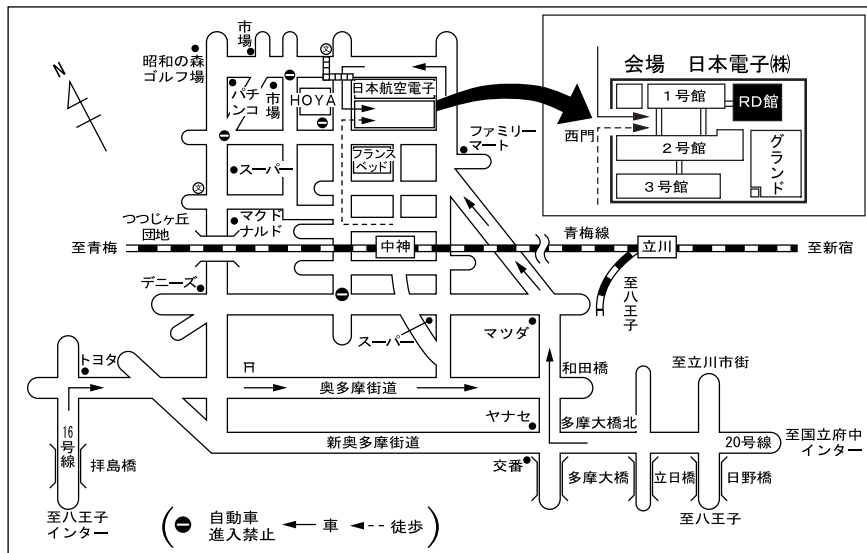 N
昭和の森
ゴルフ場
市場
文
パチンコ
市場
HOYA
日本航空電子
フランス
ベッド
ファミリー
マート
スーパー
文
つつじヶ丘
団地
マクド
ナルド
至青梅
中神
青梅線
立川
至新宿
至八王子
デニーズ
スーパー
マツダ
会場 日本電子㈱
1号館
RD館
西門
2号館
3号館
グランド
トヨタ
奥多摩街道
和田橋
至立川市街
16号線
拝島橋
新奥多摩街道
ヤナセ
多摩大橋北
20号線
至国立府中
インター
交番
多摩大橋
立日橋
日野橋
至八王子
至八王子
インター
自動車
進入禁止
車
徒歩